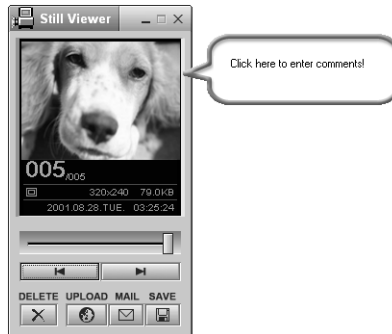 Still Viewer
Click here to enter comments!
005/005
320x240 79.0KB
2001.08.28.TUE. 03:25:24
DELETE UPLOAD MAIL SAVE